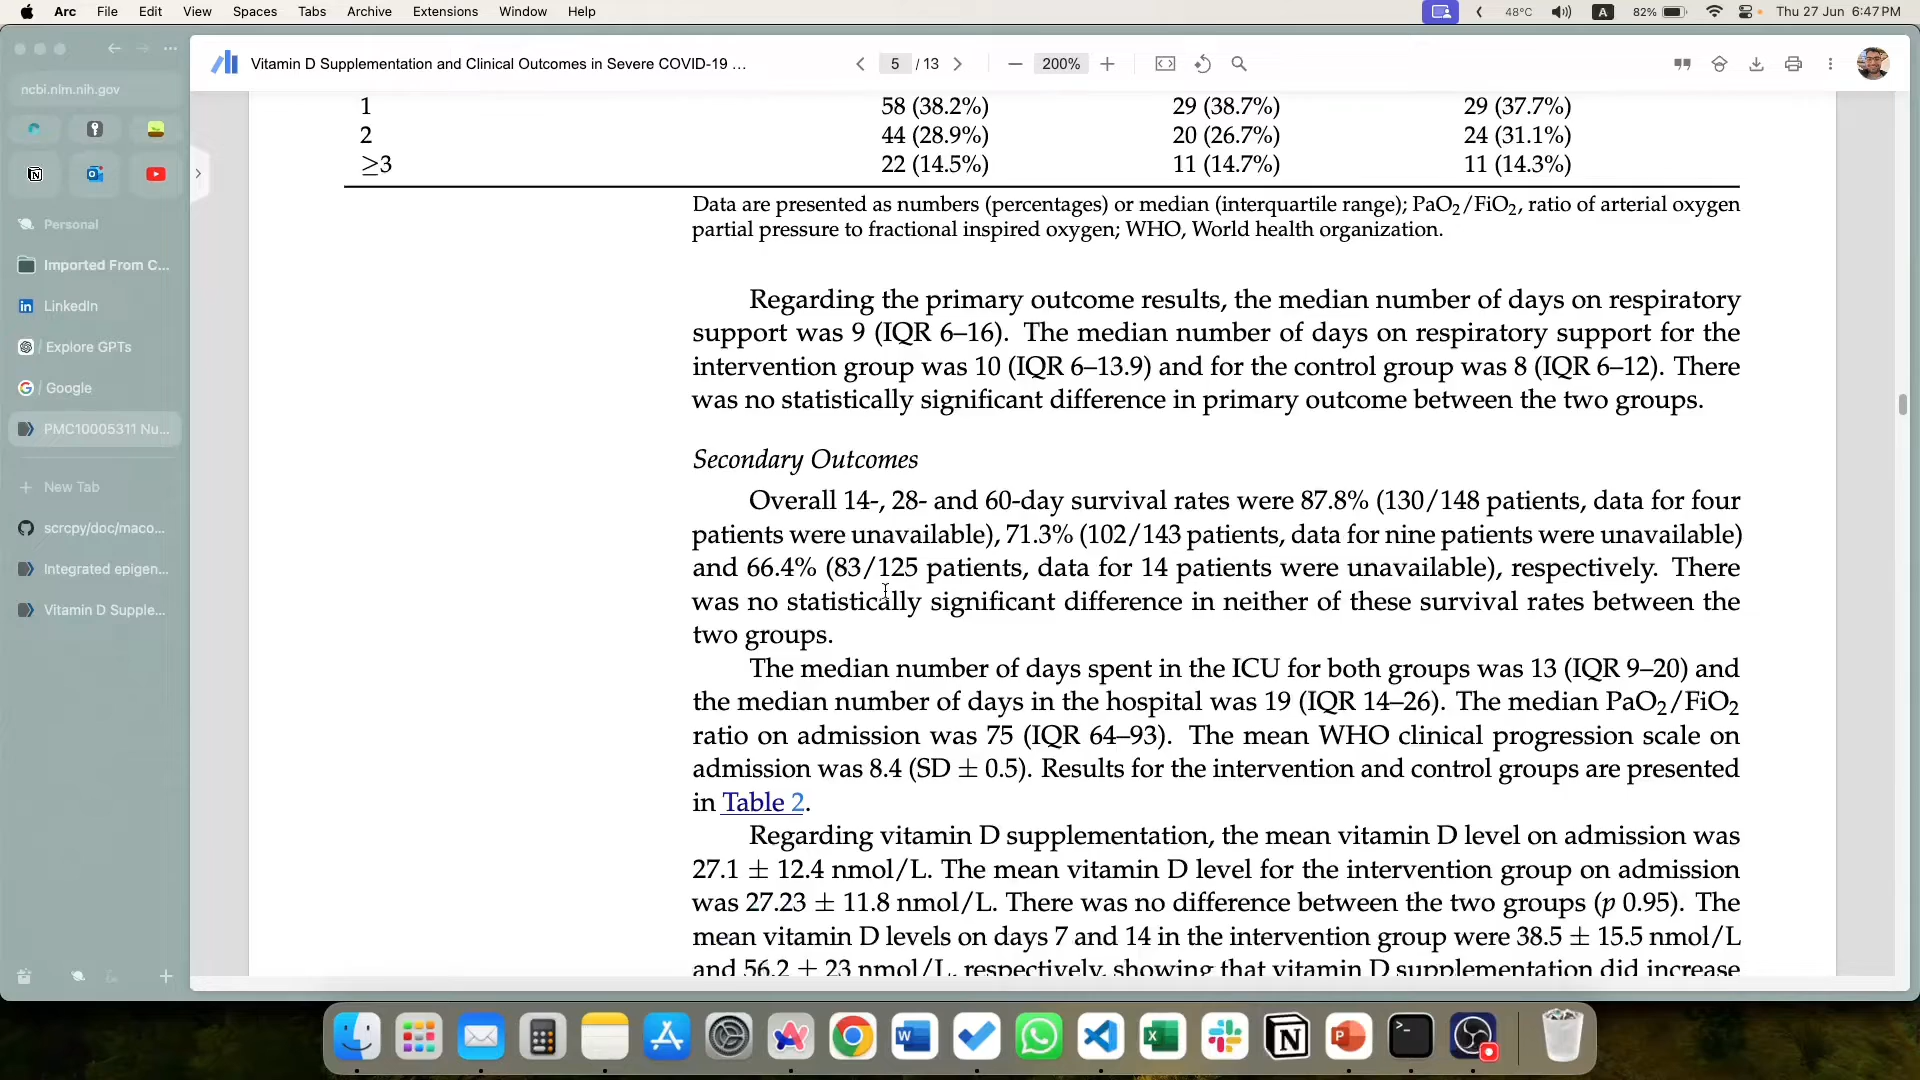 Arc File Edit View Spaces Tabs Archive Extensions Window Help 48°C A 82% Thu 27 Jun 6:47 PM
Vitamin D Supplementation and Clinical Outcomes in Severe COVID-19 ... 5 / 13 200%
ncbi.nlm.nih.gov
Personal
Imported From C...
LinkedIn
/ Explore GPTs
/ Google
PMC10005311 Nu...
New Tab
scrcpy/doc/maco...
Integrated epigen...
Vitamin D Supple...
1 58 (38.2%) 29 (38.7%) 29 (37.7%)
2 44 (28.9%) 20 (26.7%) 24 (31.1%)
≥3 22 (14.5%) 11 (14.7%) 11 (14.3%)
Data are presented as numbers (percentages) or median (interquartile range); PaO2/FiO2, ratio of arterial oxygen
partial pressure to fractional inspired oxygen; WHO, World health organization.
Regarding the primary outcome results, the median number of days on respiratory
support was 9 (IQR 6–16). The median number of days on respiratory support for the
intervention group was 10 (IQR 6–13.9) and for the control group was 8 (IQR 6–12). There
was no statistically significant difference in primary outcome between the two groups.
Secondary Outcomes
Overall 14-, 28- and 60-day survival rates were 87.8% (130/148 patients, data for four
patients were unavailable), 71.3% (102/143 patients, data for nine patients were unavailable)
and 66.4% (83/125 patients, data for 14 patients were unavailable), respectively. There
was no statistically significant difference in neither of these survival rates between the
two groups.
The median number of days spent in the ICU for both groups was 13 (IQR 9–20) and
the median number of days in the hospital was 19 (IQR 14–26). The median PaO2/FiO2
ratio on admission was 75 (IQR 64–93). The mean WHO clinical progression scale on
admission was 8.4 (SD ± 0.5). Results for the intervention and control groups are presented
in Table 2.
Regarding vitamin D supplementation, the mean vitamin D level on admission was
27.1 ± 12.4 nmol/L. The mean vitamin D level for the intervention group on admission
was 27.23 ± 11.8 nmol/L. There was no difference between the two groups (p 0.95). The
mean vitamin D levels on days 7 and 14 in the intervention group were 38.5 ± 15.5 nmol/L
and 56.2 ± 23 nmol/L, respectively, showing that vitamin D supplementation did increase